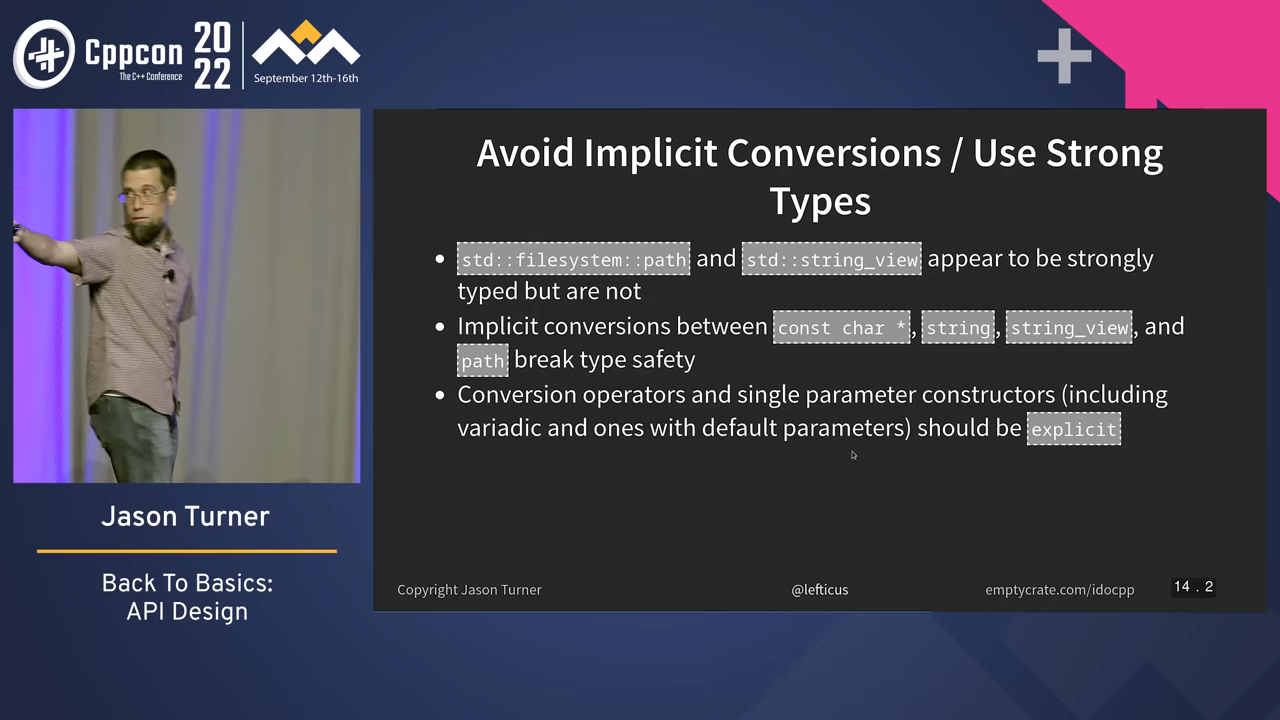 Cppcon
The C++ Conference
20
22
September 12th-16th
Avoid Implicit Conversions / Use Strong
Types
• std::filesystem::path and std::string_view appear to be strongly
typed but are not
• Implicit conversions between const char *, string, string_view, and
path break type safety
• Conversion operators and single parameter constructors (including
variadic and ones with default parameters) should be explicit
Copyright Jason Turner
@lefticus
emptycrate.com/idocpp
14 . 2
Jason Turner
Back To Basics:
API Design